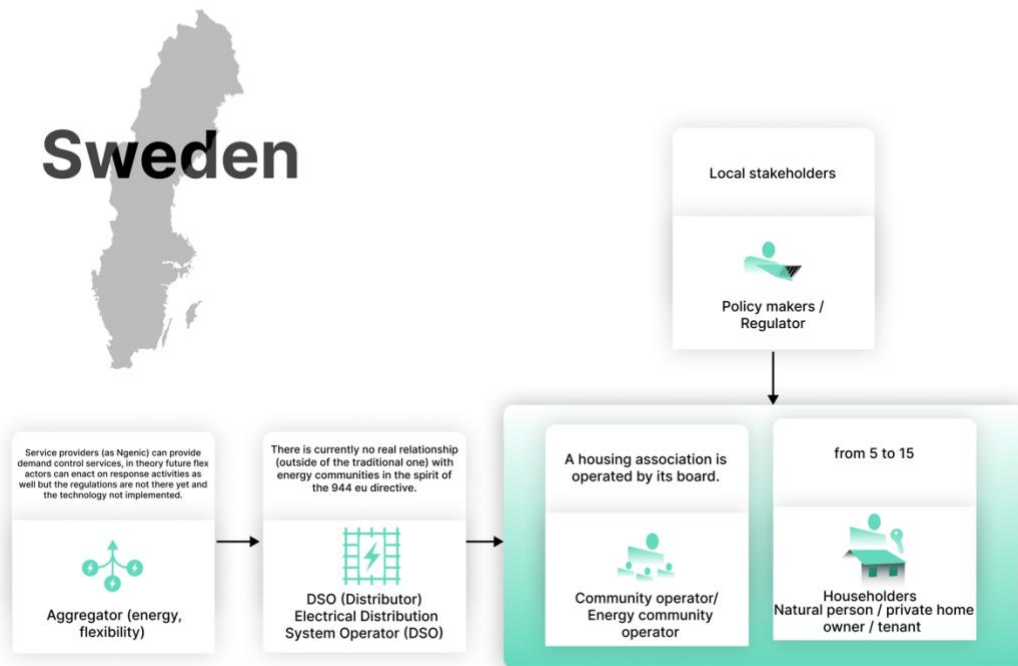 Sweden
Local stakeholders
Policy makers /
Regulator
Service providers (as Ngenic) can provide
demand control services, in theory future flex
actors can enact on response activities as
well but the regulations are not there yet and
the technology not implemented.
Aggregator (energy,
flexibility)
There is currently no real relationship
(outside of the traditional one) with
energy communities in the spirit of
the 944 eu directive.
DSO (Distributor)
Electrical Distribution
System Operator (DSO)
A housing association is
operated by its board.
Community operator/
Energy community
operator
from 5 to 15
Householders
Natural person / private home
owner / tenant